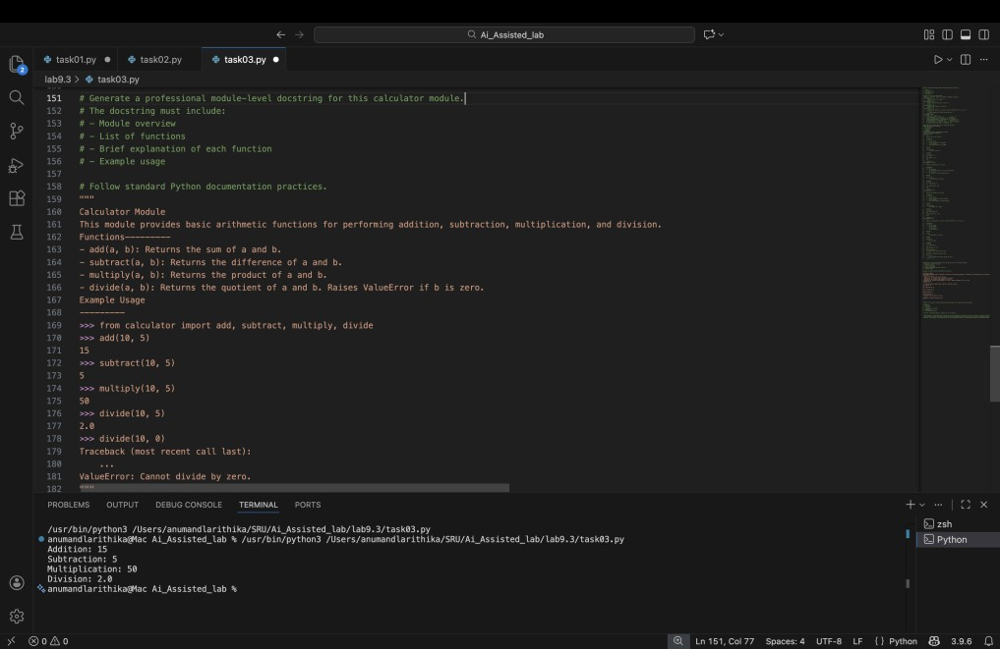 Ai_Assisted_lab
task01.py
task02.py
task03.py
lab9.3 > task03.py
151 # Generate a professional module-level docstring for this calculator module.
152 # The docstring must include:
153 # - Module overview
154 # - List of functions
155 # - Brief explanation of each function
156 # - Example usage
157
158 # Follow standard Python documentation practices.
159 """
160 Calculator Module
161 This module provides basic arithmetic functions for performing addition, subtraction, multiplication, and division.
162 Functions---------
163 - add(a, b): Returns the sum of a and b.
164 - subtract(a, b): Returns the difference of a and b.
165 - multiply(a, b): Returns the product of a and b.
166 - divide(a, b): Returns the quotient of a and b. Raises ValueError if b is zero.
167 Example Usage
168 ---------
169 >>> from calculator import add, subtract, multiply, divide
170 >>> add(10, 5)
171 15
172 >>> subtract(10, 5)
173 5
174 >>> multiply(10, 5)
175 50
176 >>> divide(10, 5)
177 2.0
178 >>> divide(10, 0)
179 Traceback (most recent call last):
180 ...
181 ValueError: Cannot divide by zero.
182 """
2
PROBLEMS OUTPUT DEBUG CONSOLE TERMINAL PORTS
/usr/bin/python3 /Users/anumandlarithika/SRU/Ai_Assisted_lab/lab9.3/task03.py
anumandlarithika@Mac Ai_Assisted_lab % /usr/bin/python3 /Users/anumandlarithika/SRU/Ai_Assisted_lab/lab9.3/task03.py
Addition: 15
Subtraction: 5
Multiplication: 50
Division: 2.0
anumandlarithika@Mac Ai_Assisted_lab %
zsh
Python
0 0 Ln 151, Col 77 Spaces: 4 UTF-8 LF { } Python 3.9.6